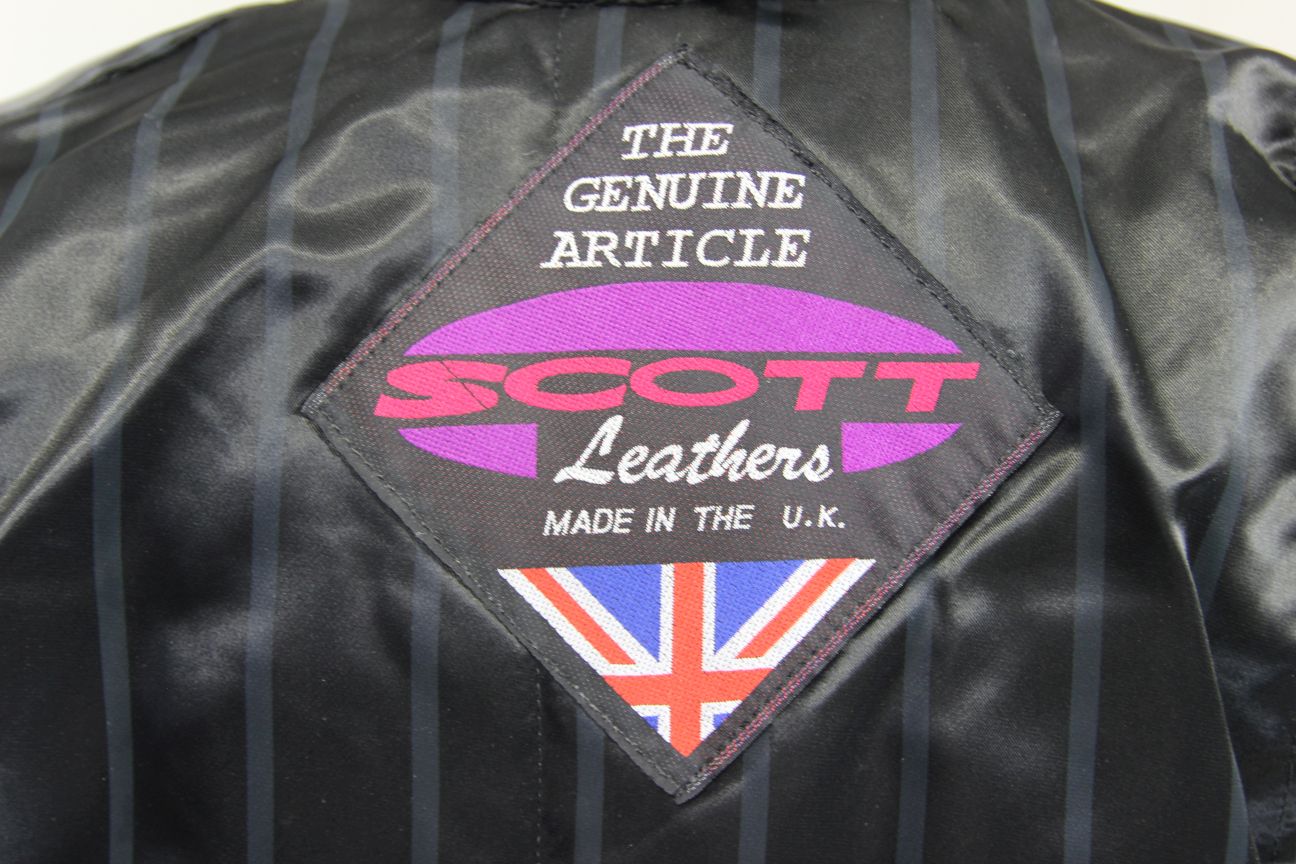 THE
GENUINE
ARTICLE
SCOTT
Leathers
MADE IN THE U.K.